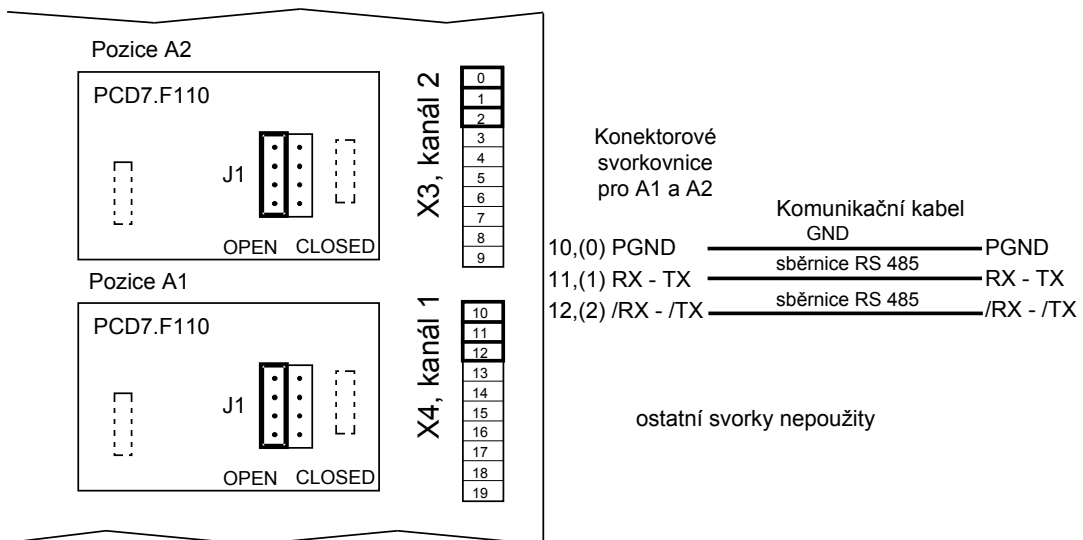 Pozice A2
PCD7.F110
J1
OPEN CLOSED
X3, kanál 2
0
1
2
3
4
5
6
7
8
9
Pozice A1
PCD7.F110
J1
OPEN CLOSED
X4, kanál 1
10
11
12
13
14
15
16
17
18
19
Konektorové
svorkovnice
pro A1 a A2
Komunikační kabel
10,(0) PGND GND PGND
11,(1) RX - TX sběrnice RS 485 RX - TX
12,(2) /RX - /TX sběrnice RS 485 /RX - /TX
ostatní svorky nepoužity